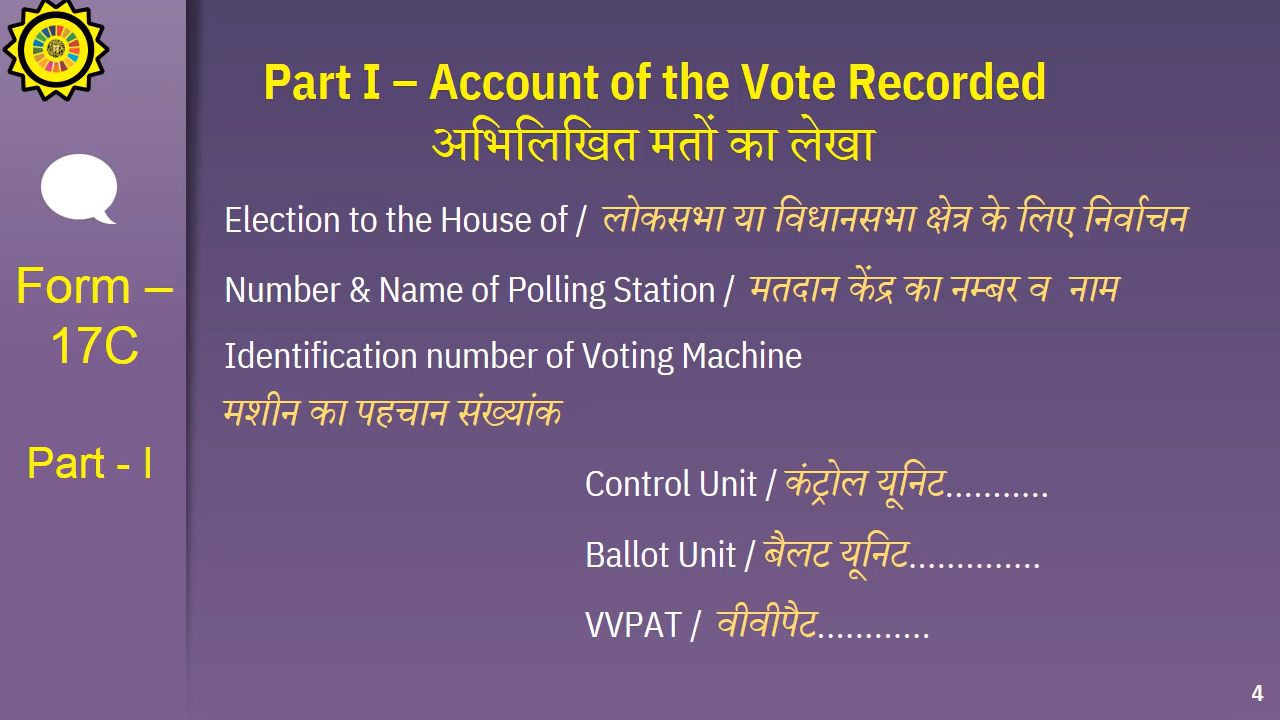 Part I – Account of the Vote Recorded
अभिलिखित मतों का लेखा
Form –
17C
Part - I
Election to the House of / लोकसभा या विधानसभा क्षेत्र के लिए निर्वाचन
Number & Name of Polling Station / मतदान केंद्र का नम्बर व नाम
Identification number of Voting Machine
मशीन का पहचान संख्यांक
Control Unit / कंट्रोल यूनिट...........
Ballot Unit / बैलट यूनिट..............
VVPAT / वीवीपैट............
4